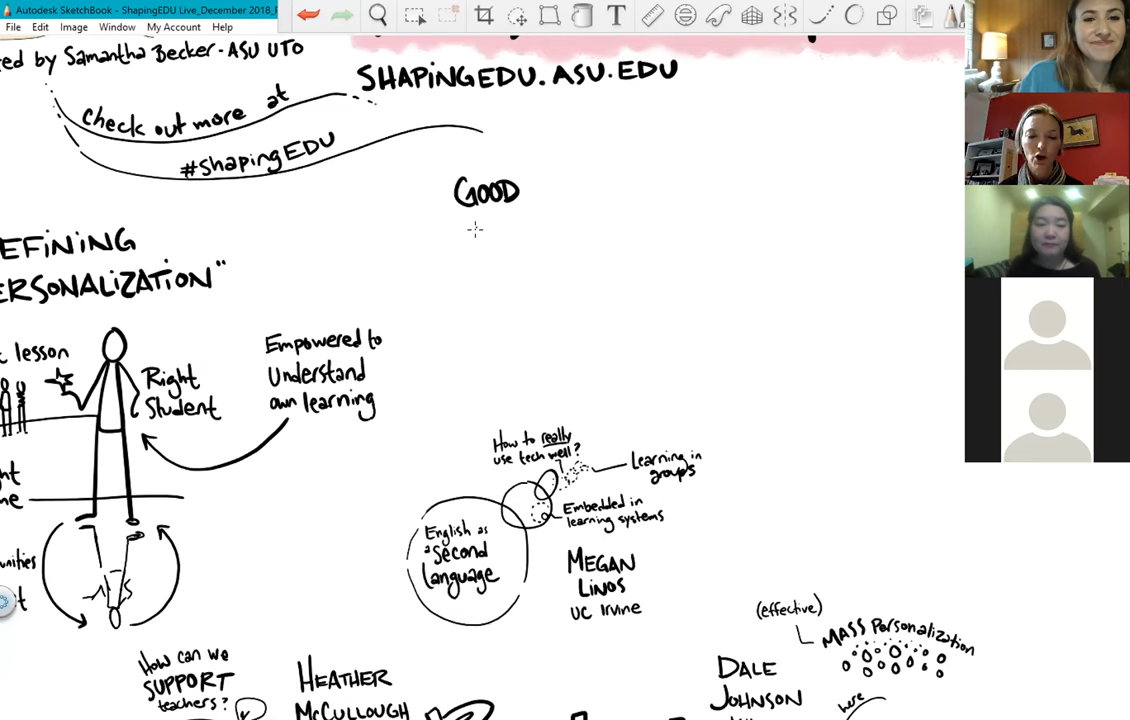 Autodesk SketchBook - ShapingEDU Live_December 2018_
File Edit Image Window My Account Help
ed by Samantha Becker - ASU UTO
SHAPINGEDU.ASU.EDU
check out more at
#shapingEDU
GOOD
EFINING
ERSONALIZATION"
lesson
Right
Student
Empowered to
Understand
own learning
How to really
use tech well?
Learning in
groups
Embedded in
learning systems
English as
a second
language
MEGAN
LINOS
UC Irvine
(effective)
MASS Personalization
How can we
SUPPORT
teachers?
HEATHER
McCULLOUGH
DALE
JOHNSON